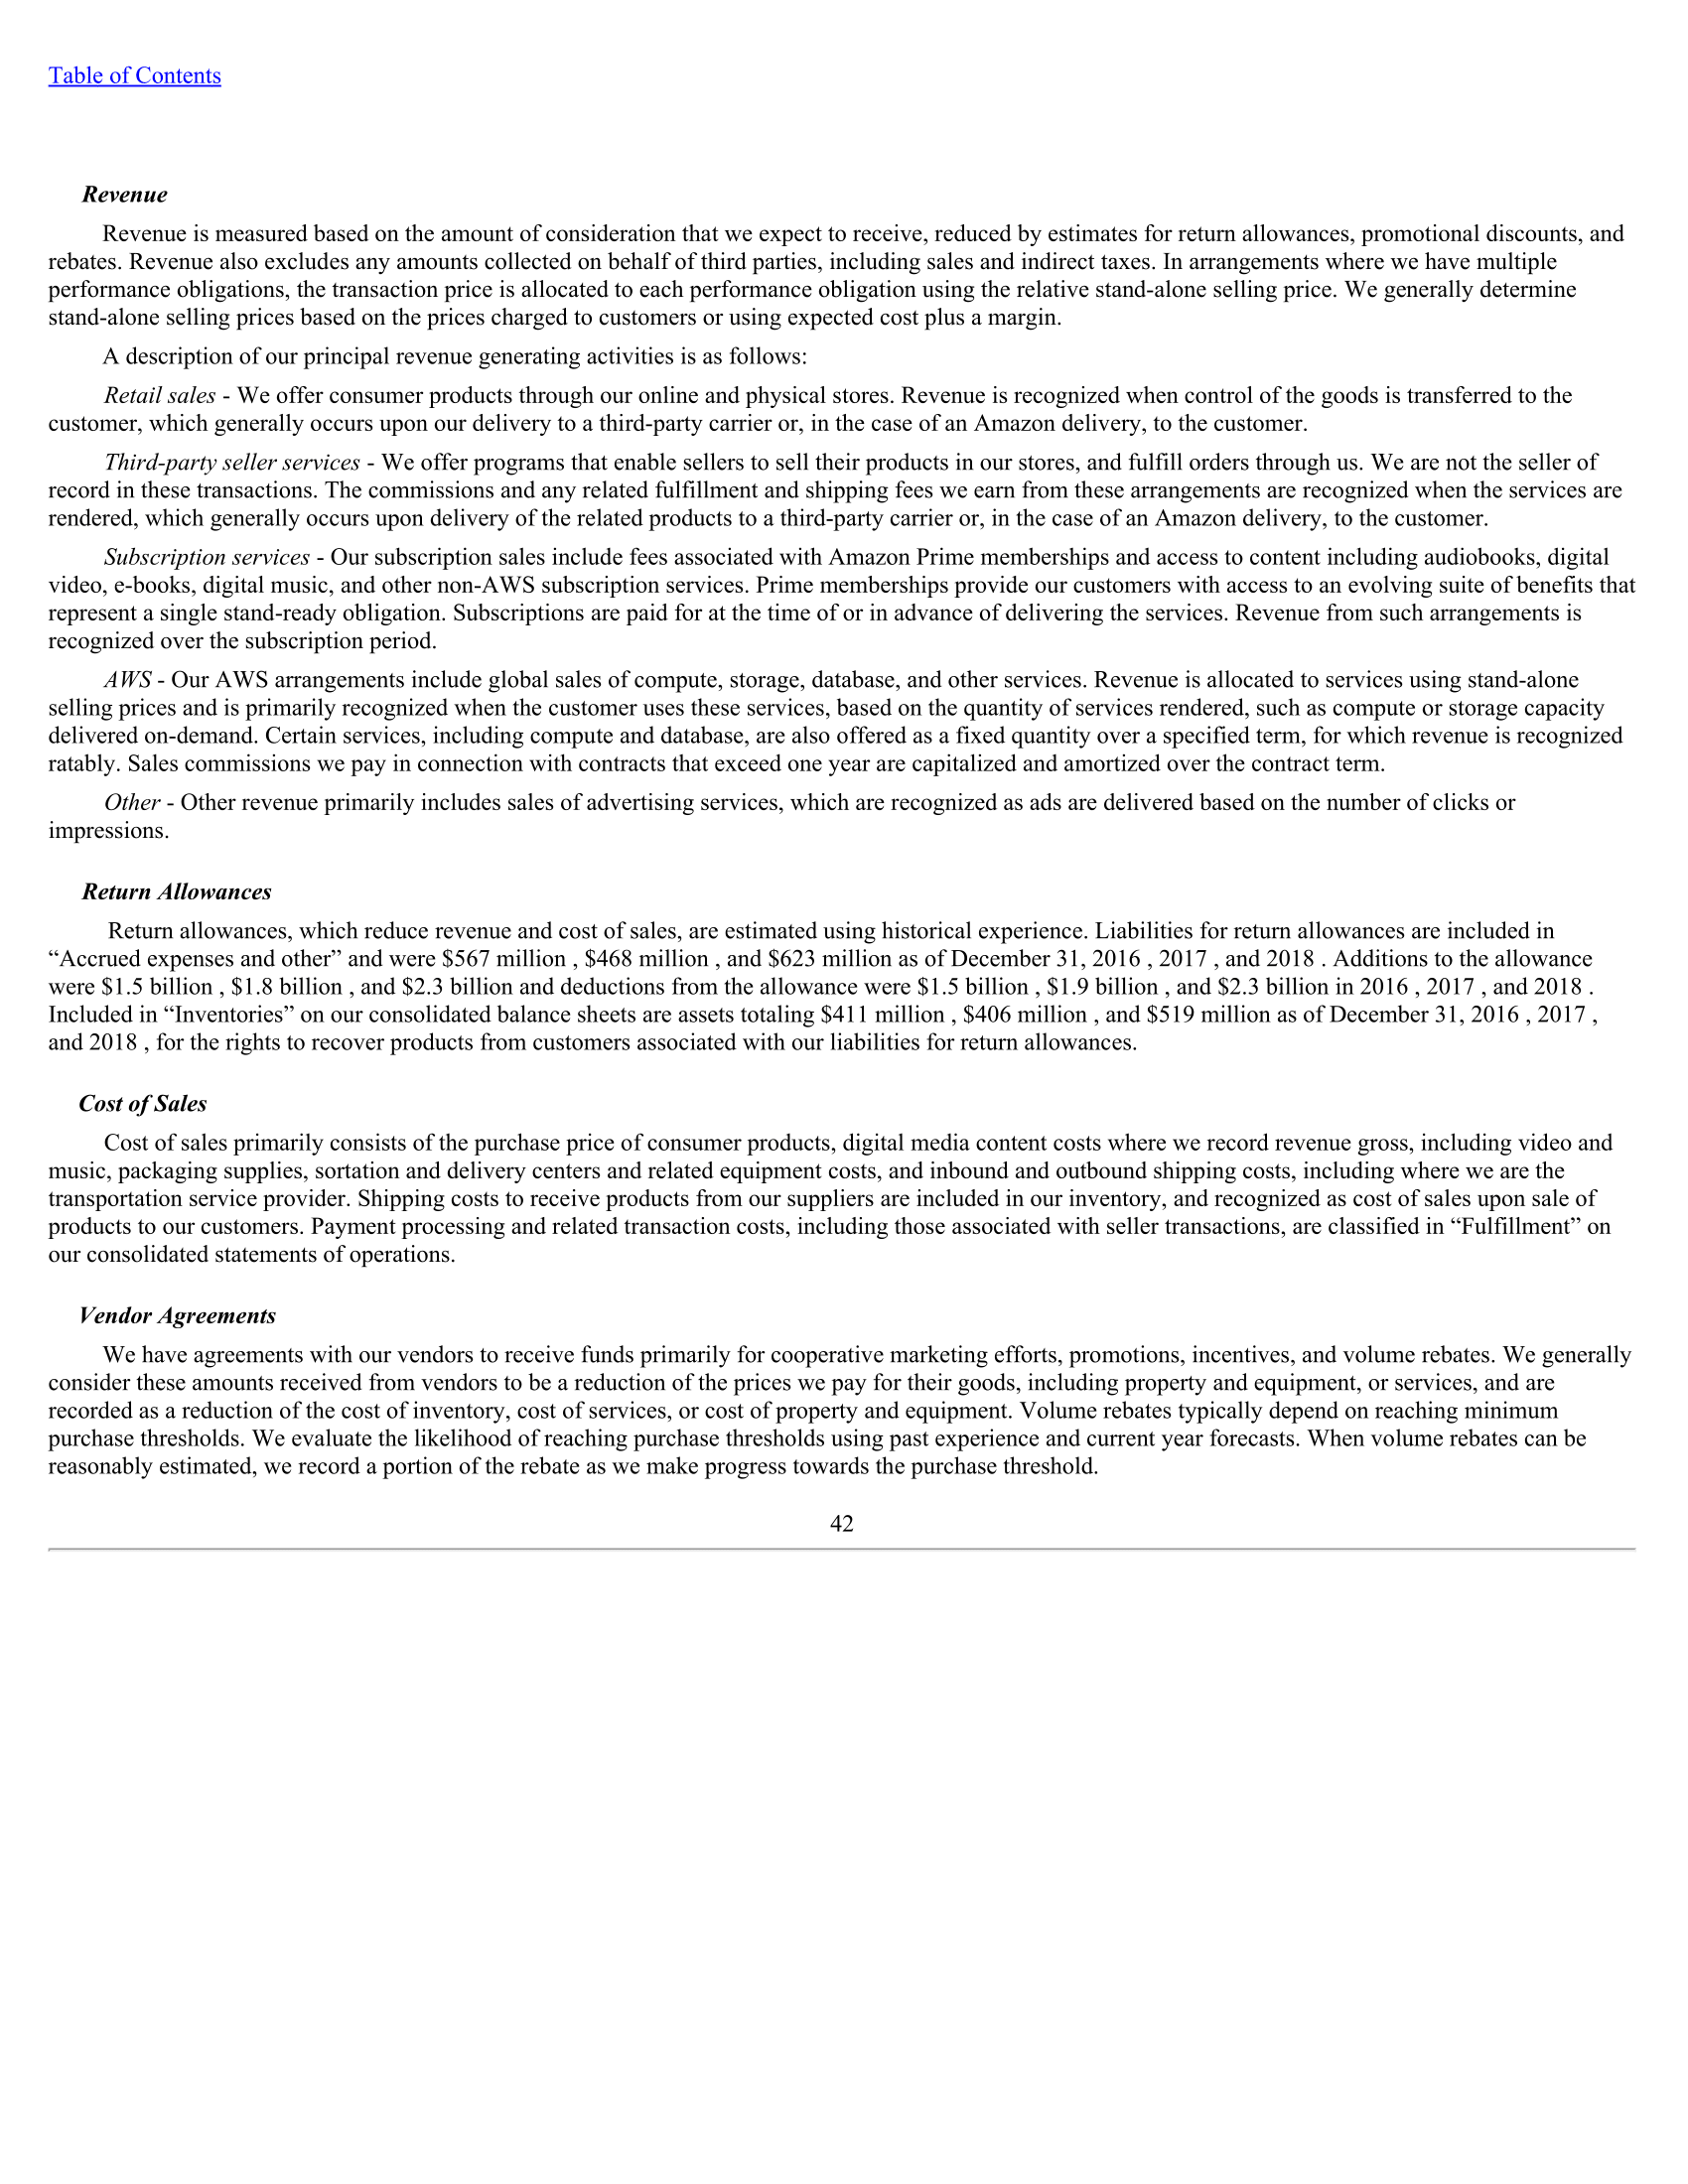 Table of Contents
Revenue
Revenue is measured based on the amount of consideration that we expect to receive, reduced by estimates for return allowances, promotional discounts, and
rebates. Revenue also excludes any amounts collected on behalf of third parties, including sales and indirect taxes. In arrangements where we have multiple
performance obligations, the transaction price is allocated to each performance obligation using the relative stand-alone selling price. We generally determine
stand-alone selling prices based on the prices charged to customers or using expected cost plus a margin.
A description of our principal revenue generating activities is as follows:
Retail sales - We offer consumer products through our online and physical stores. Revenue is recognized when control of the goods is transferred to the
customer, which generally occurs upon our delivery to a third-party carrier or, in the case of an Amazon delivery, to the customer.
Third-party seller services - We offer programs that enable sellers to sell their products in our stores, and fulfill orders through us. We are not the seller of
record in these transactions. The commissions and any related fulfillment and shipping fees we earn from these arrangements are recognized when the services are
rendered, which generally occurs upon delivery of the related products to a third-party carrier or, in the case of an Amazon delivery, to the customer.
Subscription services - Our subscription sales include fees associated with Amazon Prime memberships and access to content including audiobooks, digital
video, e-books, digital music, and other non-AWS subscription services. Prime memberships provide our customers with access to an evolving suite of benefits that
represent a single stand-ready obligation. Subscriptions are paid for at the time of or in advance of delivering the services. Revenue from such arrangements is
recognized over the subscription period.
AWS - Our AWS arrangements include global sales of compute, storage, database, and other services. Revenue is allocated to services using stand-alone
selling prices and is primarily recognized when the customer uses these services, based on the quantity of services rendered, such as compute or storage capacity
delivered on-demand. Certain services, including compute and database, are also offered as a fixed quantity over a specified term, for which revenue is recognized
ratably. Sales commissions we pay in connection with contracts that exceed one year are capitalized and amortized over the contract term.
Other - Other revenue primarily includes sales of advertising services, which are recognized as ads are delivered based on the number of clicks or
impressions.
Return Allowances
Return allowances, which reduce revenue and cost of sales, are estimated using historical experience. Liabilities for return allowances are included in
“Accrued expenses and other” and were $567 million , $468 million , and $623 million as of December 31, 2016 , 2017 , and 2018 . Additions to the allowance
were $1.5 billion , $1.8 billion , and $2.3 billion and deductions from the allowance were $1.5 billion , $1.9 billion , and $2.3 billion in 2016 , 2017 , and 2018 .
Included in “Inventories” on our consolidated balance sheets are assets totaling $411 million , $406 million , and $519 million as of December 31, 2016 , 2017 ,
and 2018 , for the rights to recover products from customers associated with our liabilities for return allowances.
Cost of Sales
Cost of sales primarily consists of the purchase price of consumer products, digital media content costs where we record revenue gross, including video and
music, packaging supplies, sortation and delivery centers and related equipment costs, and inbound and outbound shipping costs, including where we are the
transportation service provider. Shipping costs to receive products from our suppliers are included in our inventory, and recognized as cost of sales upon sale of
products to our customers. Payment processing and related transaction costs, including those associated with seller transactions, are classified in “Fulfillment” on
our consolidated statements of operations.
Vendor Agreements
We have agreements with our vendors to receive funds primarily for cooperative marketing efforts, promotions, incentives, and volume rebates. We generally
consider these amounts received from vendors to be a reduction of the prices we pay for their goods, including property and equipment, or services, and are
recorded as a reduction of the cost of inventory, cost of services, or cost of property and equipment. Volume rebates typically depend on reaching minimum
purchase thresholds. We evaluate the likelihood of reaching purchase thresholds using past experience and current year forecasts. When volume rebates can be
reasonably estimated, we record a portion of the rebate as we make progress towards the purchase threshold.
42